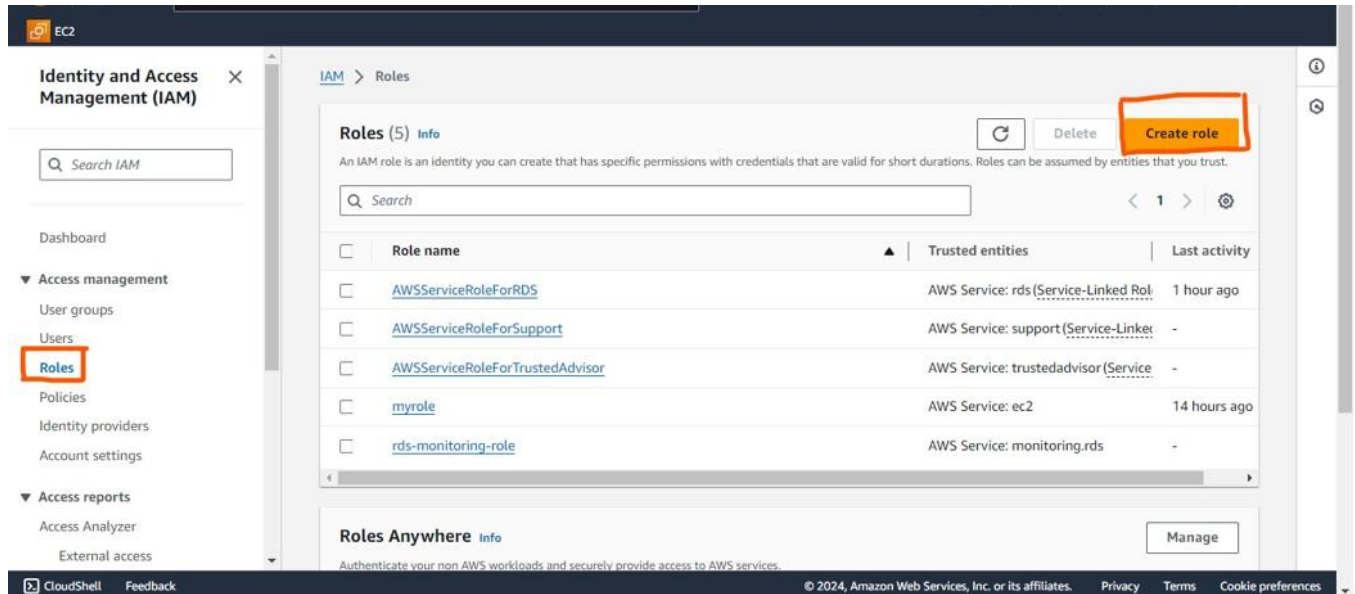 EC2
Identity and Access
Management (IAM)
Search IAM
Dashboard
Access management
User groups
Users
Roles
Policies
Identity providers
Account settings
Access reports
Access Analyzer
External access
IAM > Roles
Roles (5) Info
Delete
Create role
An IAM role is an identity you can create that has specific permissions with credentials that are valid for short durations. Roles can be assumed by entities that you trust.
Search
1
Role name Trusted entities Last activity
AWSServiceRoleForRDS AWS Service: rds (Service-Linked Rol 1 hour ago
AWSServiceRoleForSupport AWS Service: support (Service-Linked -
AWSServiceRoleForTrustedAdvisor AWS Service: trustedadvisor (Service -
myrole AWS Service: ec2 14 hours ago
rds-monitoring-role AWS Service: monitoring.rds -
Roles Anywhere Info
Manage
Authenticate your non AWS workloads and securely provide access to AWS services.
CloudShell Feedback © 2024, Amazon Web Services, Inc. or its affiliates. Privacy Terms Cookie preferences